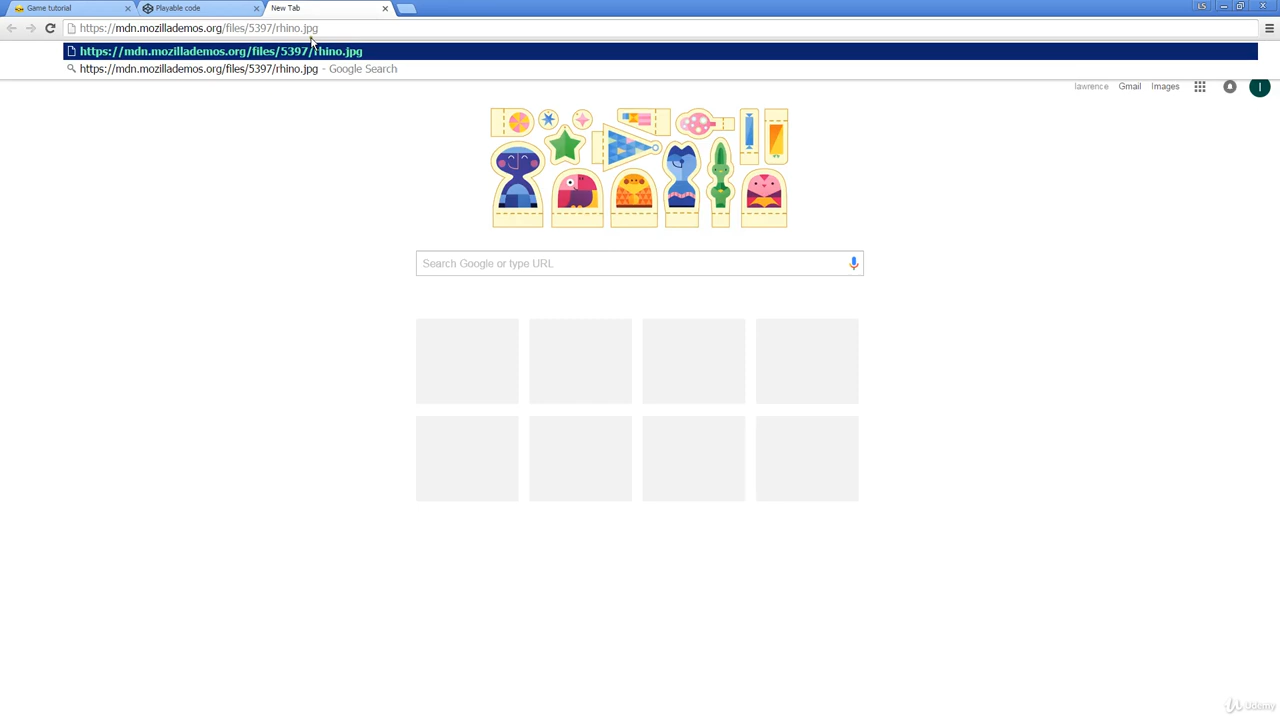 Game tutorial
Playable code
New Tab
LS
https://mdn.mozillademos.org/files/5397/rhino.jpg
https://mdn.mozillademos.org/files/5397/rhino.jpg
https://mdn.mozillademos.org/files/5397/rhino.jpg - Google Search
lawrence Gmail Images
Search Google or type URL
Udemy